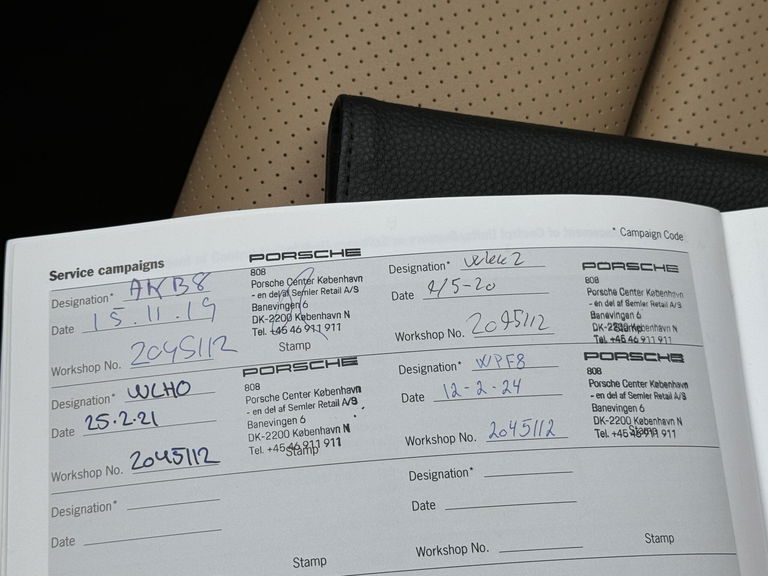 * Campaign Code
Service campaigns
Designation* AKB8
Date 15.11.19
Workshop No. 2045112
PORSCHE
808
Porsche Center København
- en del af Semler Retail A/S
Banevingen 6
DK-2200 København N
Tel. +45 46 911 911
Stamp
Designation*
Date 4/5-20
Workshop No. 2045112
PORSCHE
808
Porsche Center København
- en del af Semler Retail A/S
Banevingen 6
DK-2200 København N
Tel. +45 46 911 911
Stamp
Designation* WLHO
Date 25.2.21
Workshop No. 2045112
PORSCHE
808
Porsche Center København
- en del af Semler Retail A/S
Banevingen 6
DK-2200 København N
Tel. +45 46 911 911
Stamp
Designation* WPF8
Date 12-2-24
Workshop No. 2045112
PORSCHE
808
Porsche Center København
- en del af Semler Retail A/S
Banevingen 6
DK-2200 København N
Tel. +45 46 911 911
Stamp
Designation*
Date
Stamp
Designation*
Date
Workshop No.
Stamp